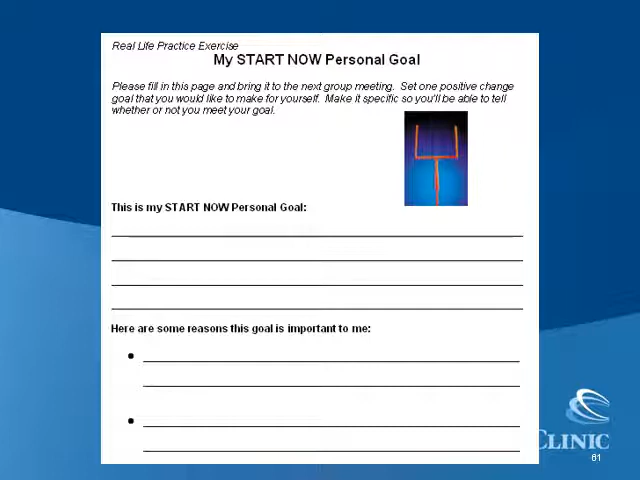 Real Life Practice Exercise
My START NOW Personal Goal
Please fill in this page and bring it to the next group meeting. Set one positive change
goal that you would like to make for yourself. Make it specific so you'll be able to tell
whether or not you meet your goal.
This is my START NOW Personal Goal:
Here are some reasons this goal is important to me:
CLINIC
61